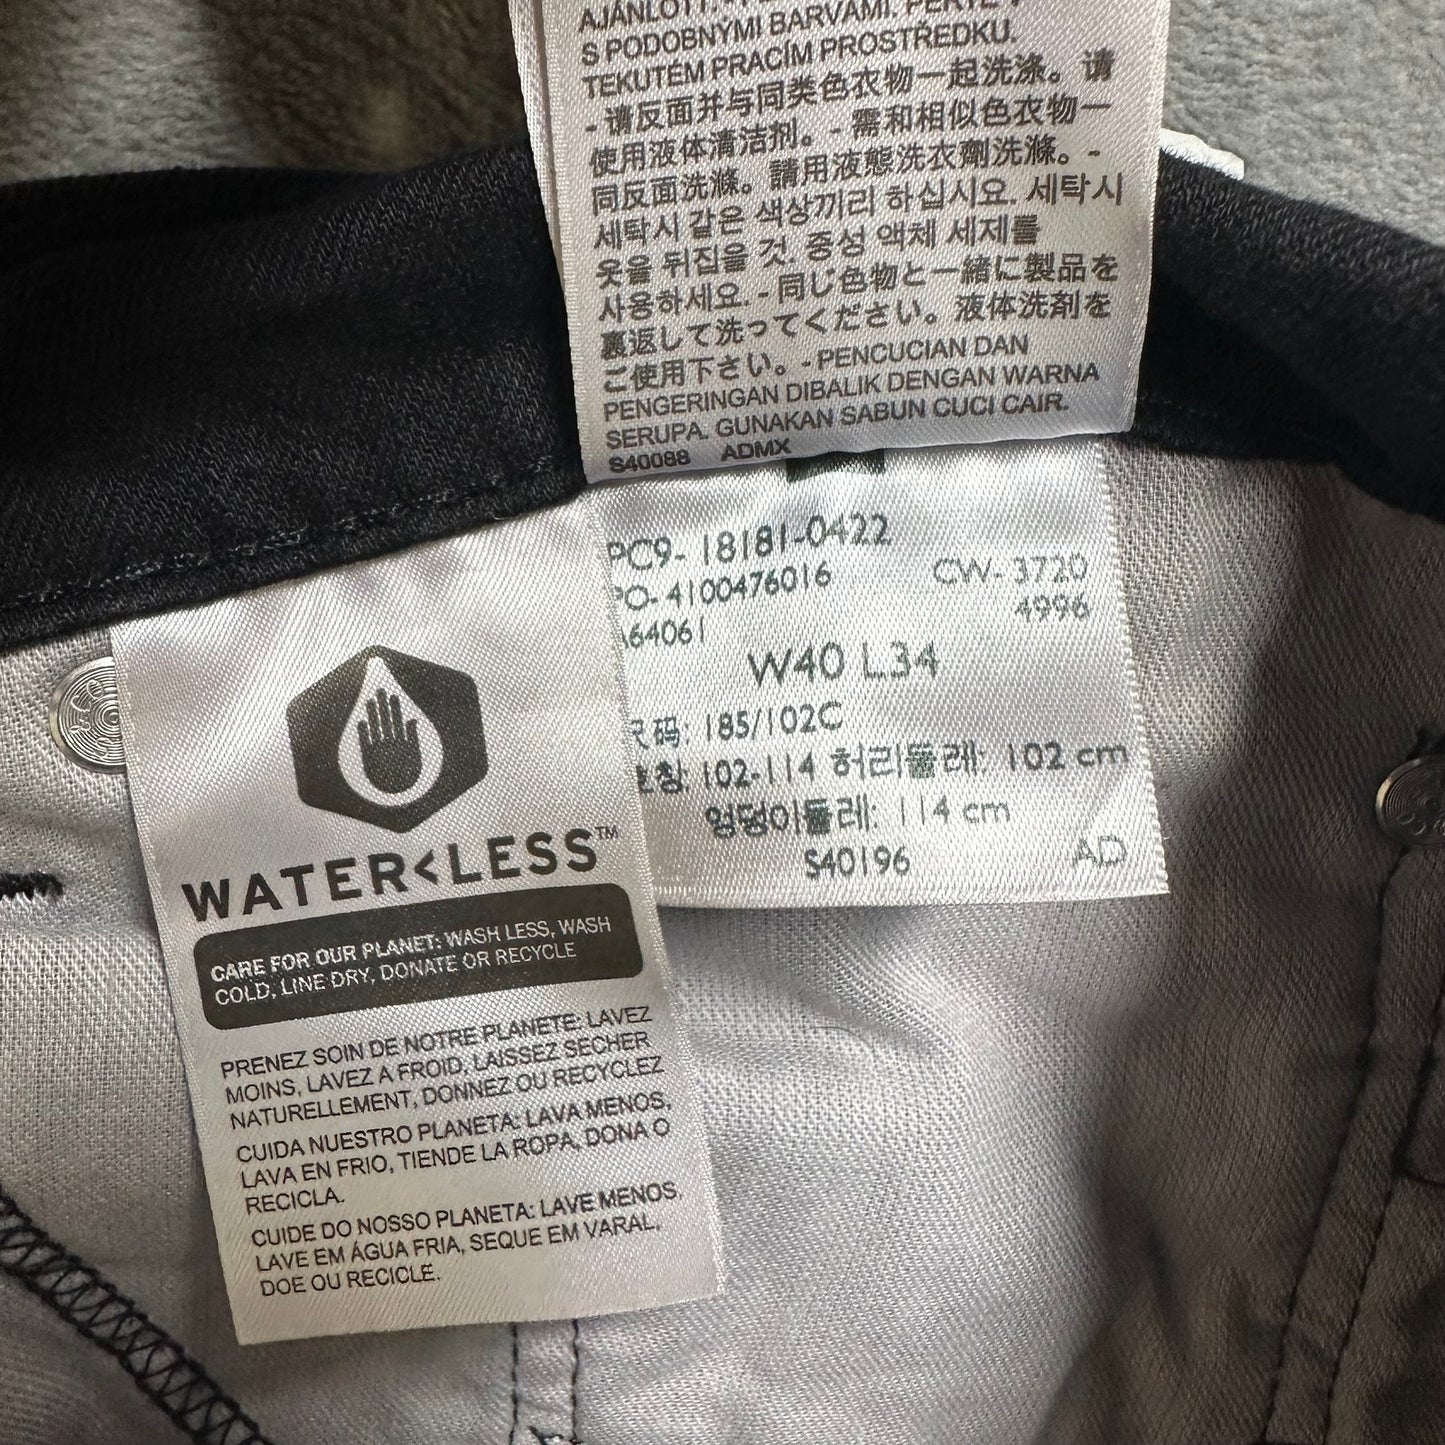 S PODOBNÝMI BARVAMI. PERTE V
TEKUTÉM PRACÍM PROSTŘEDKU.
- 请反面并与同类色衣物一起洗涤。 请
使用液体清洁剂。- 需和相似色衣物一
同反面洗滌。請用液態洗衣劑洗滌。-
세탁시 같은 색상끼리 하십시요. 세탁시
옷을 뒤집을 것. 중성 액체 세제를
사용하세요. - 同じ色物と一緒に製品を
裏返して洗ってください。液体洗剤を
ご使用下さい。- PENCUCIAN DAN
PENGERINGAN DIBALIK DENGAN WARNA
SERUPA. GUNAKAN SABUN CUCI CAIR.
S40088 ADMX
PC9- 18181-0422
PO- 4100476016
CW- 3720
4996
A64061
W40 L34
尺码: 185/102C
호칭: 102-114 허리둘레: 102 cm
엉덩이둘레: 114 cm
S40196 AD
WATER<LESS™
CARE FOR OUR PLANET: WASH LESS, WASH
COLD, LINE DRY, DONATE OR RECYCLE
PRENEZ SOIN DE NOTRE PLANETE: LAVEZ
MOINS, LAVEZ A FROID, LAISSEZ SECHER
NATURELLEMENT, DONNEZ OU RECYCLEZ
CUIDA NUESTRO PLANETA: LAVA MENOS,
LAVA EN FRIO, TIENDE LA ROPA, DONA O
RECICLA.
CUIDE DO NOSSO PLANETA: LAVE MENOS,
LAVE EM ÁGUA FRIA, SEQUE EM VARAL,
DOE OU RECICLE.